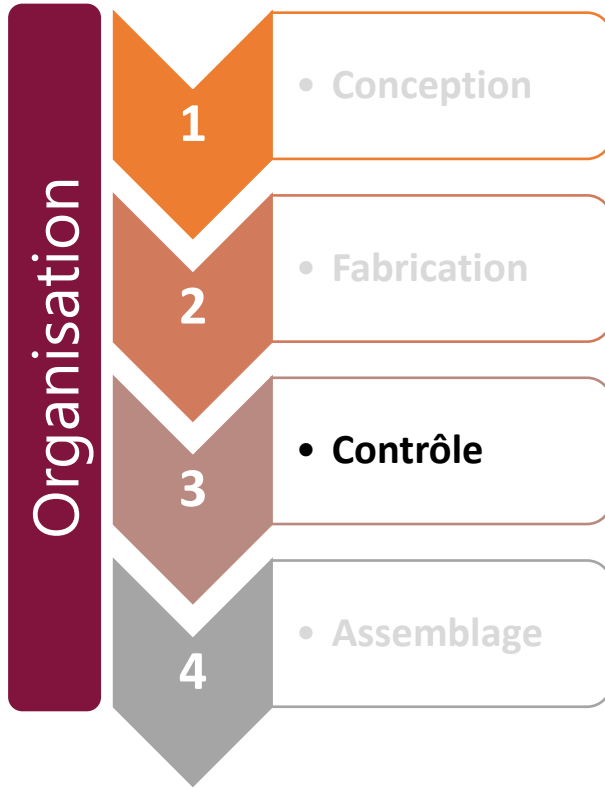 Organisation
1
• Conception
2
• Fabrication
3
• Contrôle
4
• Assemblage